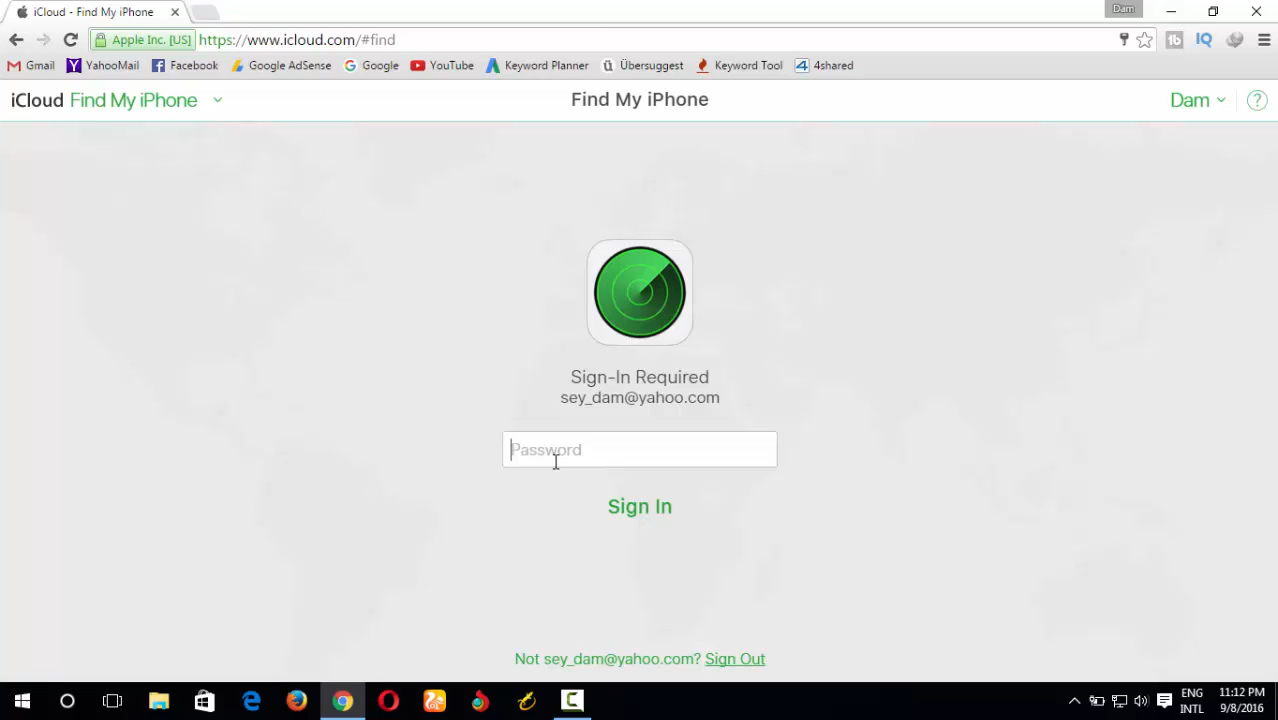 iCloud - Find My iPhone
Dam
Apple Inc. [US] https://www.icloud.com/#find
Gmail YahooMail Facebook Google AdSense Google YouTube Keyword Planner Übersuggest Keyword Tool 4shared
iCloud Find My iPhone Find My iPhone Dam ?
Sign-In Required
sey_dam@yahoo.com
Password
Sign In
Not sey_dam@yahoo.com? Sign Out
ENG 11:12 PM
INTL 9/8/2016